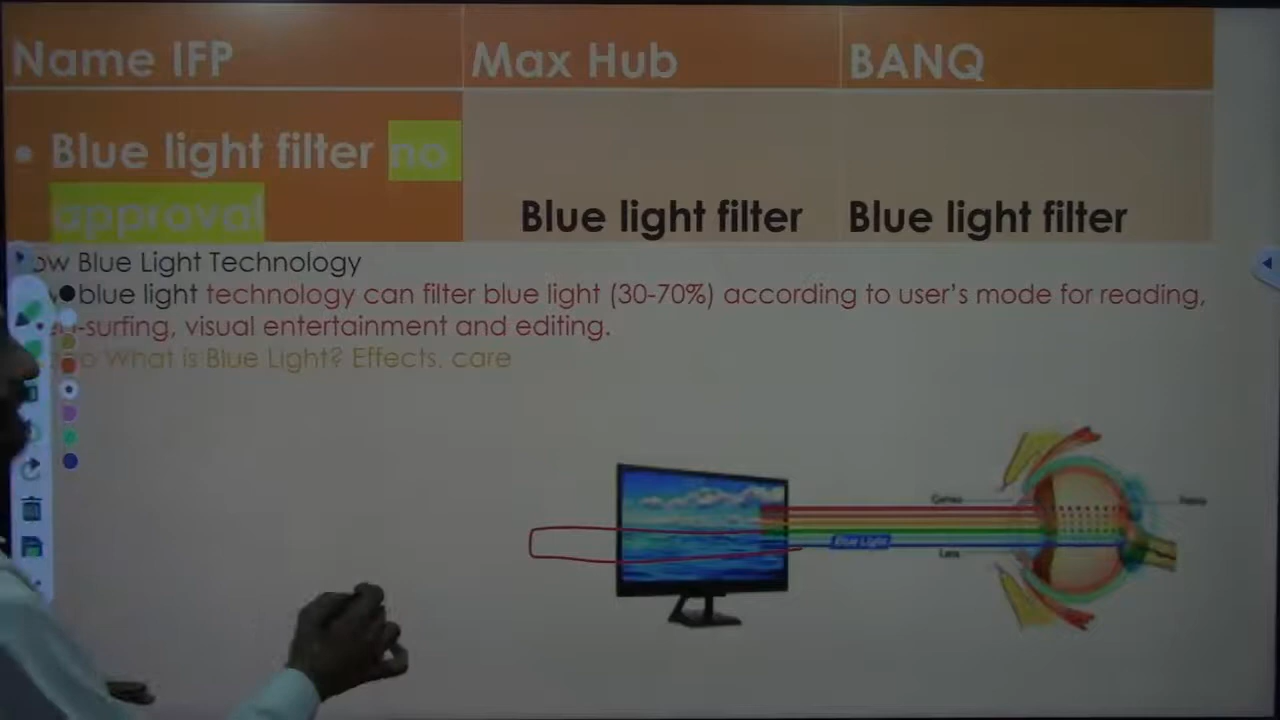 Name IFP
Max Hub
BANQ
• Blue light filter no
approval
Blue light filter
Blue light filter
ow Blue Light Technology
blue light technology can filter blue light (30-70%) according to user's mode for reading,
-surfing, visual entertainment and editing.
What is Blue Light? Effects, care
Blue Light
Lens